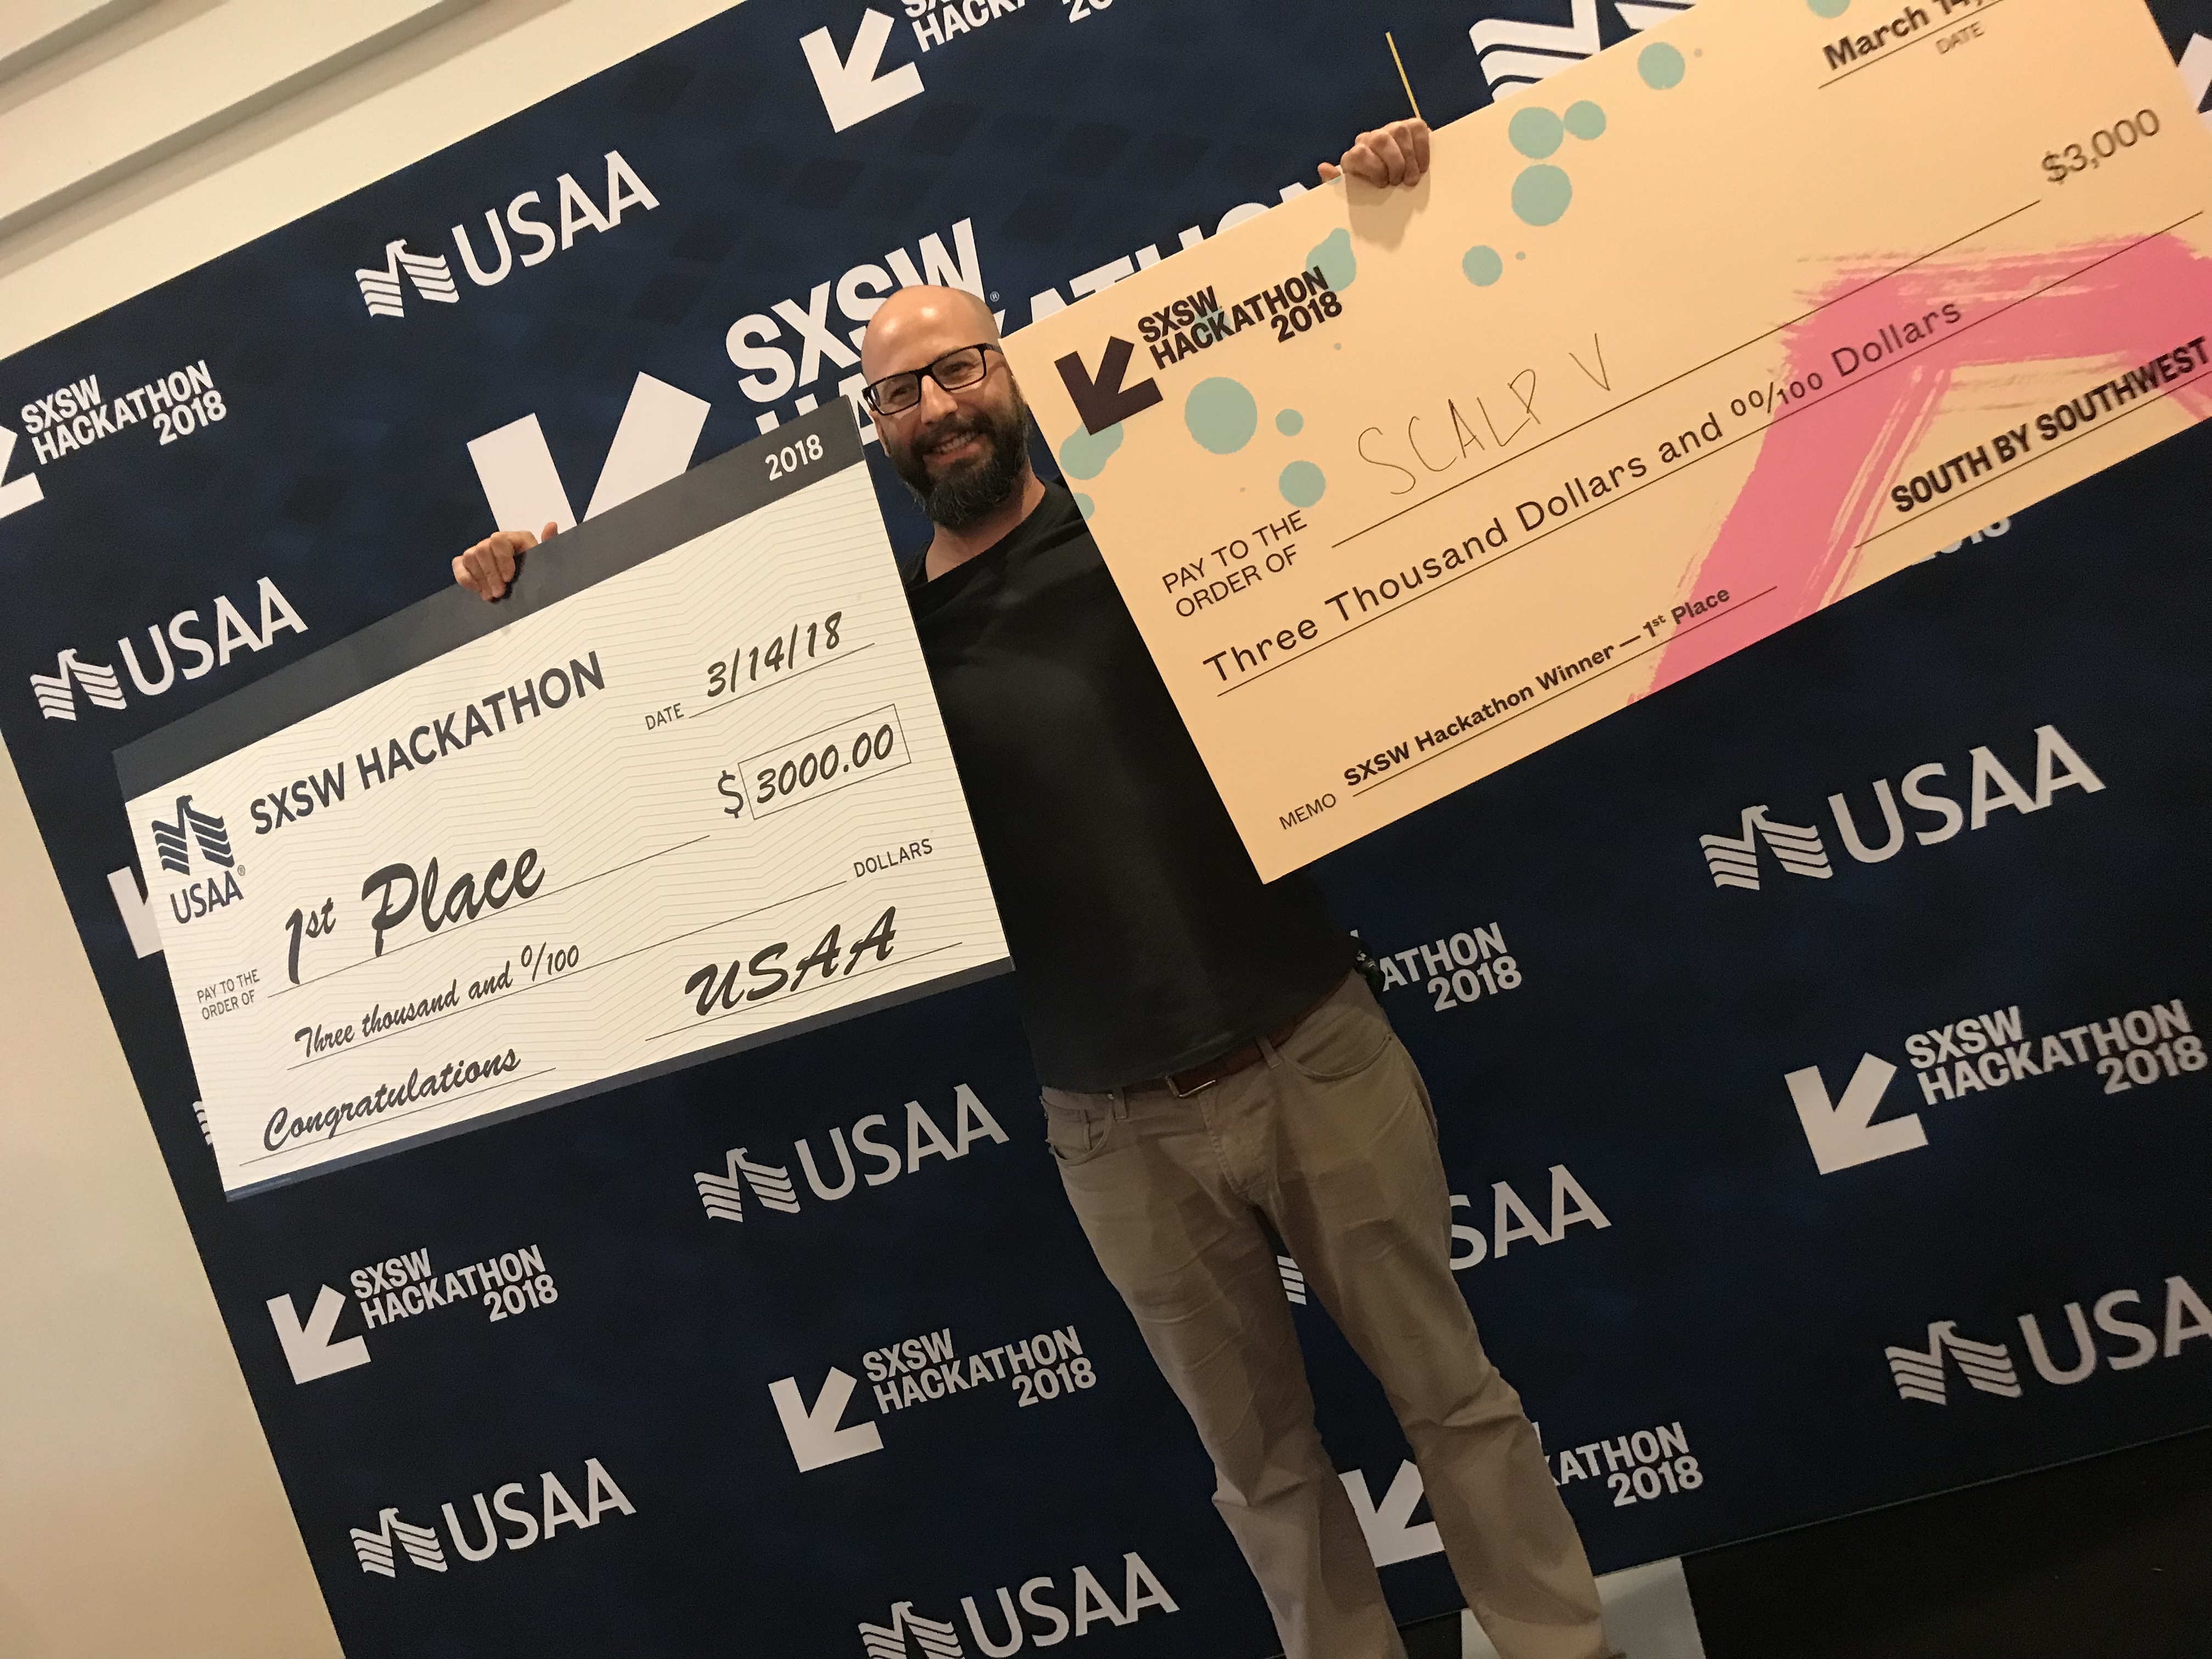 SXSW
HACKATHON
2018
USAA
SXSW
HACKATHON
2018
USAA
SXSW
2018
USAA
SXSW HACKATHON
DATE 3/14/18
$ 3000.00
PAY TO THE
ORDER OF
1st Place
Three thousand and 0/100
DOLLARS
Congratulations
USAA
SXSW
HACKATHON
2018
March 14,
DATE
$3,000
PAY TO THE
ORDER OF
SCALP V
Three Thousand Dollars and 00/100 Dollars
MEMO SXSW Hackathon Winner — 1st Place
SOUTH BY SOUTHWEST
2018
USAA
ATHON
2018
SXSW
HACKATHON
2018
USAA
SXSW
HACKATHON
2018
SAA
SXSW
HACKATHON
2018
USA
USAA
KATHON
2018
USAA